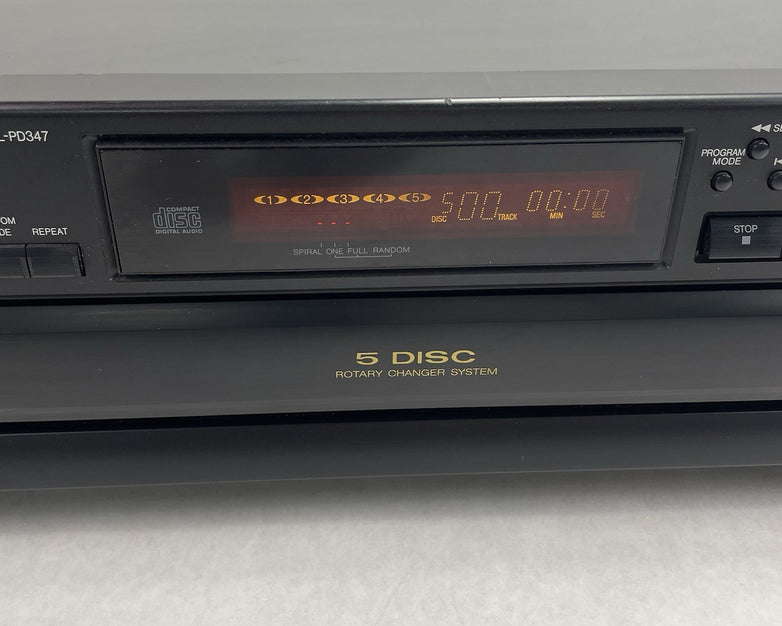 L-PD347
OM
DE
REPEAT
COMPACT
disc
DIGITAL AUDIO
1 2 3 4 5
DISC 5 00 TRACK 00:00
MIN SEC
SPIRAL ONE FULL RANDOM
◀◀ SE
PROGRAM
MODE
STOP
5 DISC
ROTARY CHANGER SYSTEM